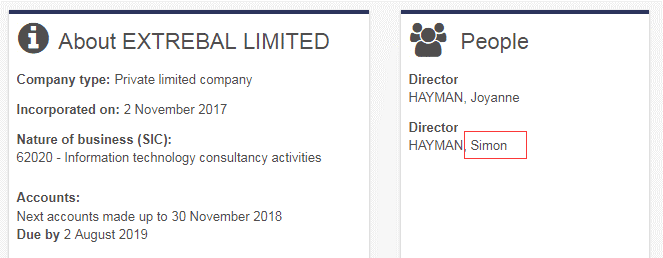 About EXTREBAL LIMITED
Company type: Private limited company
Incorporated on: 2 November 2017
Nature of business (SIC):
62020 - Information technology consultancy activities
Accounts:
Next accounts made up to 30 November 2018
Due by 2 August 2019
People
Director
HAYMAN, Joyanne
Director
HAYMAN, Simon